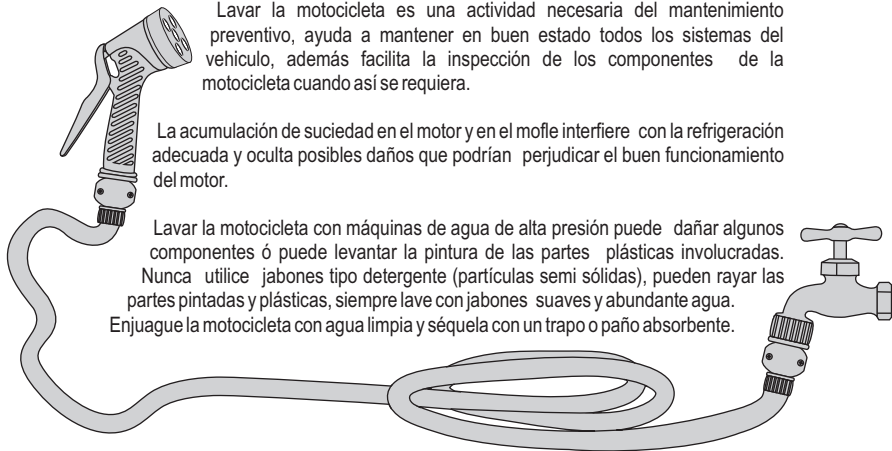 Lavar la motocicleta es una actividad necesaria del mantenimiento
preventivo, ayuda a mantener en buen estado todos los sistemas del
vehiculo, además facilita la inspección de los componentes de la
motocicleta cuando así se requiera.
La acumulación de suciedad en el motor y en el mofle interfiere con la refrigeración
adecuada y oculta posibles daños que podrían perjudicar el buen funcionamiento
del motor.
Lavar la motocicleta con máquinas de agua de alta presión puede dañar algunos
componentes ó puede levantar la pintura de las partes plásticas involucradas.
Nunca utilice jabones tipo detergente (partículas semi sólidas), pueden rayar las
partes pintadas y plásticas, siempre lave con jabones suaves y abundante agua.
Enjuague la motocicleta con agua limpia y séquela con un trapo o paño absorbente.